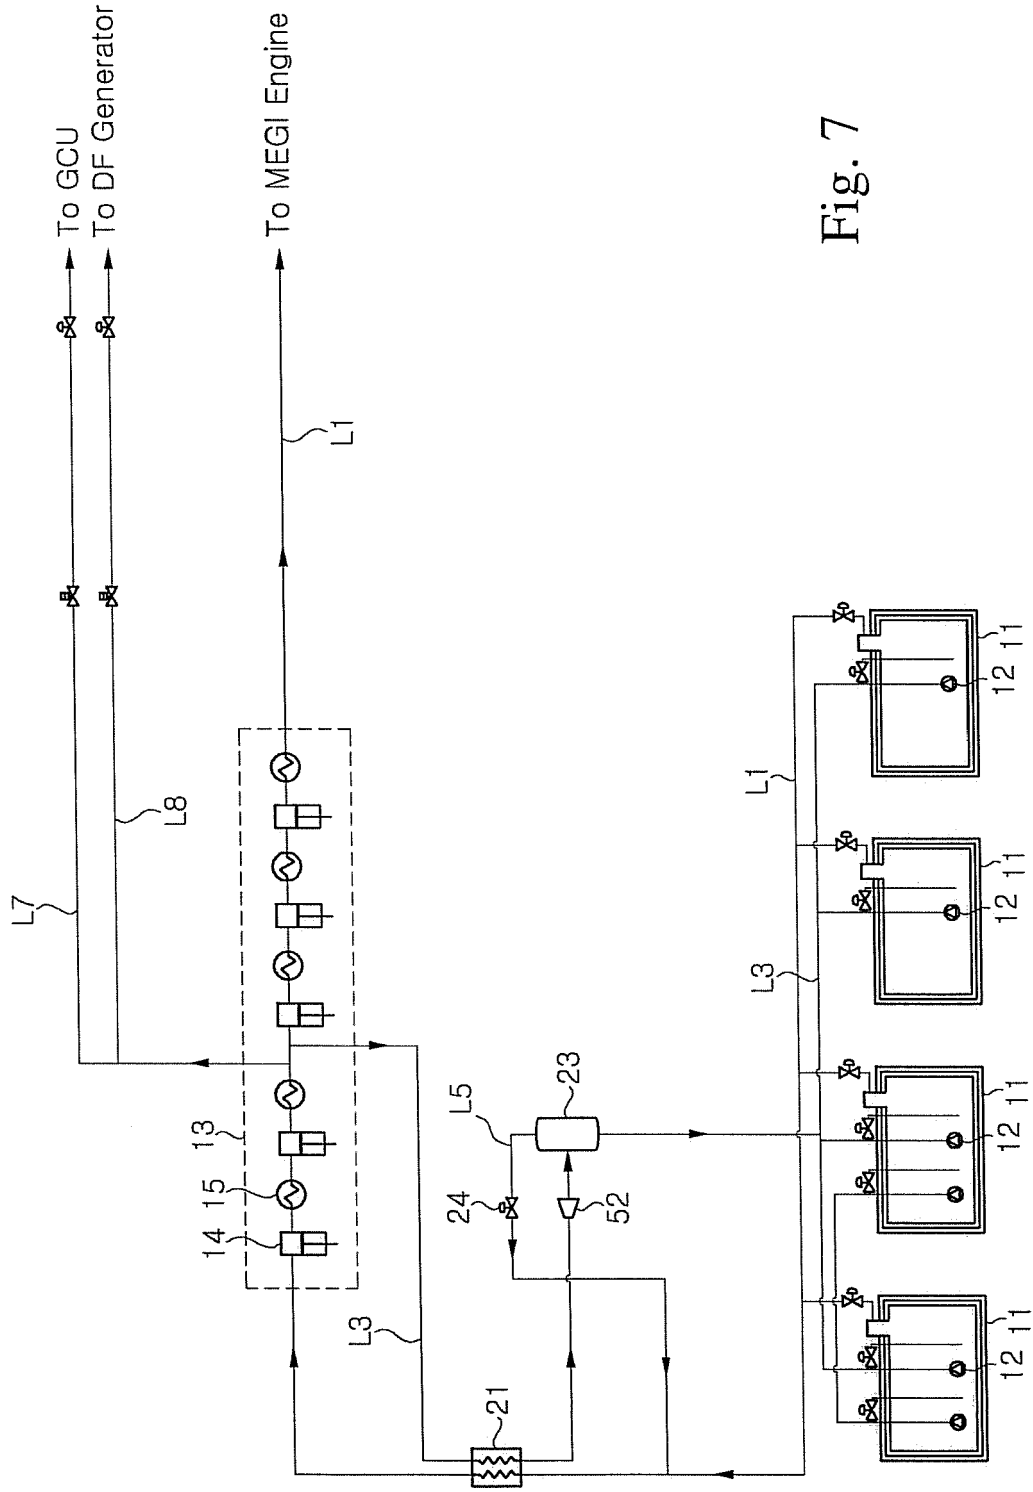 To GCU
To DF Generator
To MEGI Engine
L7
L8
L1
13
15
14
L3
21
L5
24
23
52
L1
L3
11
12
11
12
11
12
11
12
Fig. 7